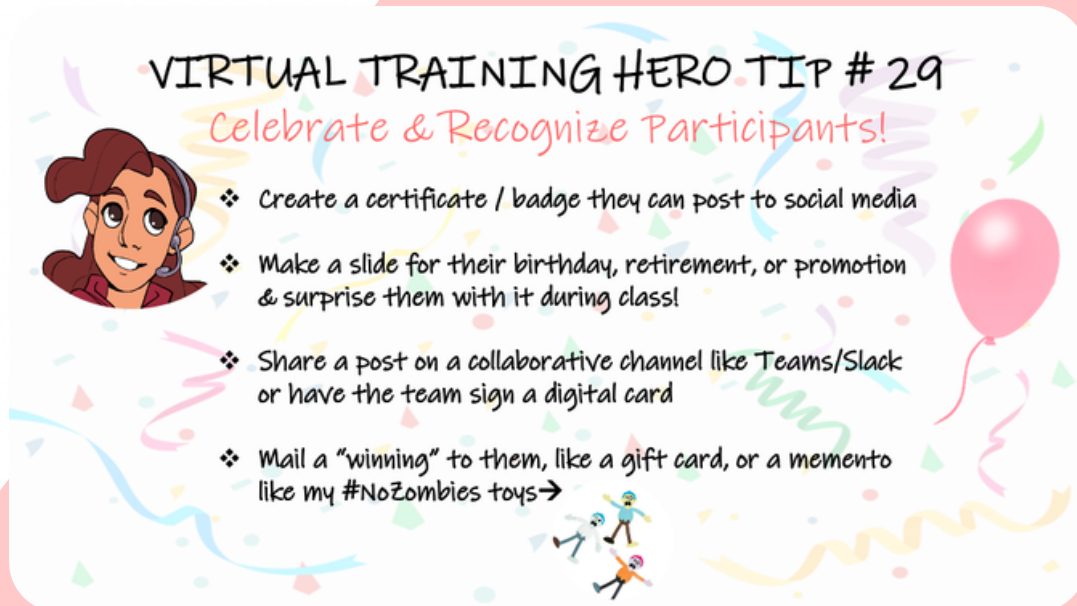 VIRTUAL TRAINING HERO TIP # 29
Celebrate & Recognize Participants!
❖ Create a certificate / badge they can post to social media
❖ Make a slide for their birthday, retirement, or promotion
& surprise them with it during class!
❖ Share a post on a collaborative channel like Teams/Slack
or have the team sign a digital card
❖ Mail a “winning” to them, like a gift card, or a memento
like my #NoZombies toys→